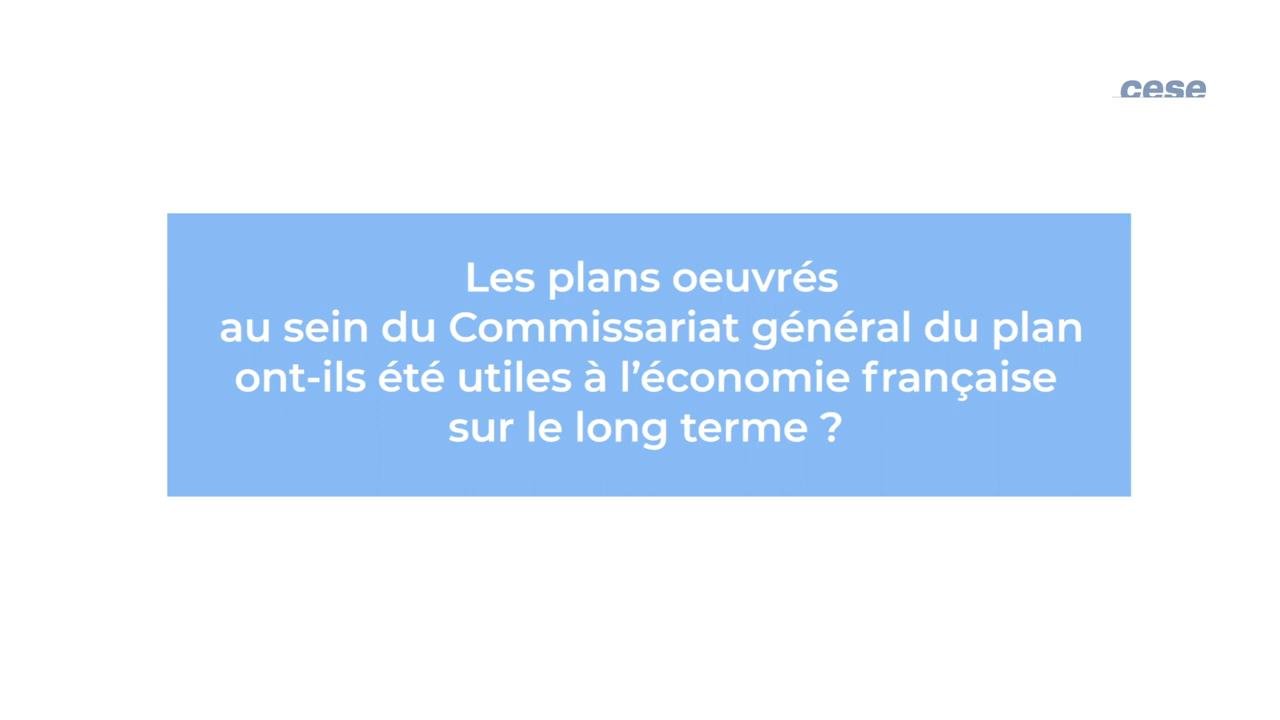 cese
Les plans oeuvrés
au sein du Commissariat général du plan
ont-ils été utiles à l’économie française
sur le long terme ?